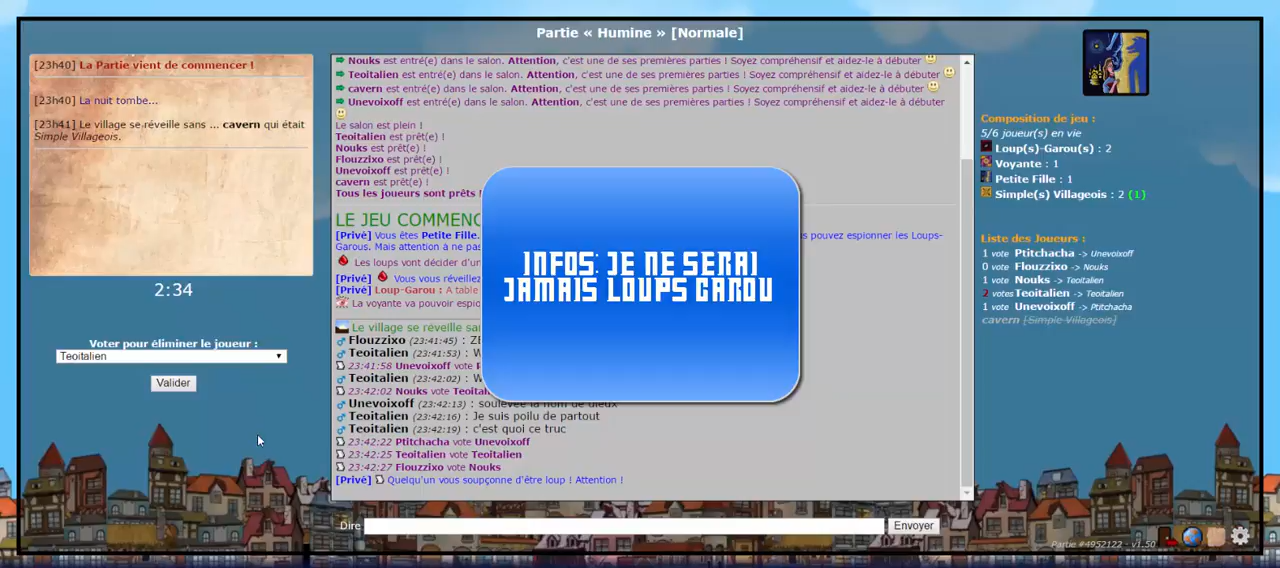 Partie « Humine » [Normale]
[23h40] La Partie vient de commencer !
[23h40] La nuit tombe...
[23h41] Le village se réveille sans ... cavern qui était
Simple Villageois.
2:34
Voter pour éliminer le joueur :
Teoitalien
Valider
Nouks est entré(e) dans le salon. Attention, c'est une de ses premières parties ! Soyez compréhensif et aidez-le à débuter
Teoitalien est entré(e) dans le salon. Attention, c'est une de ses premières parties ! Soyez compréhensif et aidez-le à débuter
cavern est entré(e) dans le salon. Attention, c'est une de ses premières parties ! Soyez compréhensif et aidez-le à débuter
Unevoixoff est entré(e) dans le salon. Attention, c'est une de ses premières parties ! Soyez compréhensif et aidez-le à débuter
Le salon est plein !
Teoitalien est prêt(e) !
Nouks est prêt(e) !
Flouzzixo est prêt(e) !
Unevoixoff est prêt(e) !
cavern est prêt(e) !
Tous les joueurs sont prêts !
LE JEU COMMENC
[Privé] Vous êtes Petite Fille. s pouvez espionner les Loups-
Garous. Mais attention à ne pa
Les loups vont décider d'un
[Privé] Vous vous réveillez
[Privé] Loup-Garou : A table
La voyante va pouvoir espio
Le village se réveille sa
Flouzzixo (23:41:45) : ZE
Teoitalien (23:41:53) : W
23:41:58 Unevoixoff vote
Teoitalien (23:42:02) : W
23:42:02 Nouks vote Teoital
Unevoixoff (23:42:13) : soulevée la nom de dieux
Teoitalien (23:42:16) : Je suis poilu de partout
Teoitalien (23:42:19) : c'est quoi ce truc
23:42:22 Ptitchacha vote Unevoixoff
23:42:25 Teoitalien vote Teoitalien
23:42:27 Flouzzixo vote Nouks
[Privé] Quelqu'un vous soupçonne d'être loup ! Attention !
INFOS: JE NE SERAI
JAMAIS LOUPS GAROU
Dire
Envoyer
Composition de jeu :
5/6 joueur(s) en vie
Loup(s)-Garou(s) : 2
Voyante : 1
Petite Fille : 1
Simple(s) Villageois : 2 (1)
Liste des Joueurs :
1 vote Ptitchacha -> Unevoixoff
0 vote Flouzzixo -> Nouks
1 vote Nouks -> Teoitalien
2 votes Teoitalien -> Teoitalien
1 vote Unevoixoff -> Ptitchacha
cavern [Simple Villageois]
Partie #4952122 - v1.50